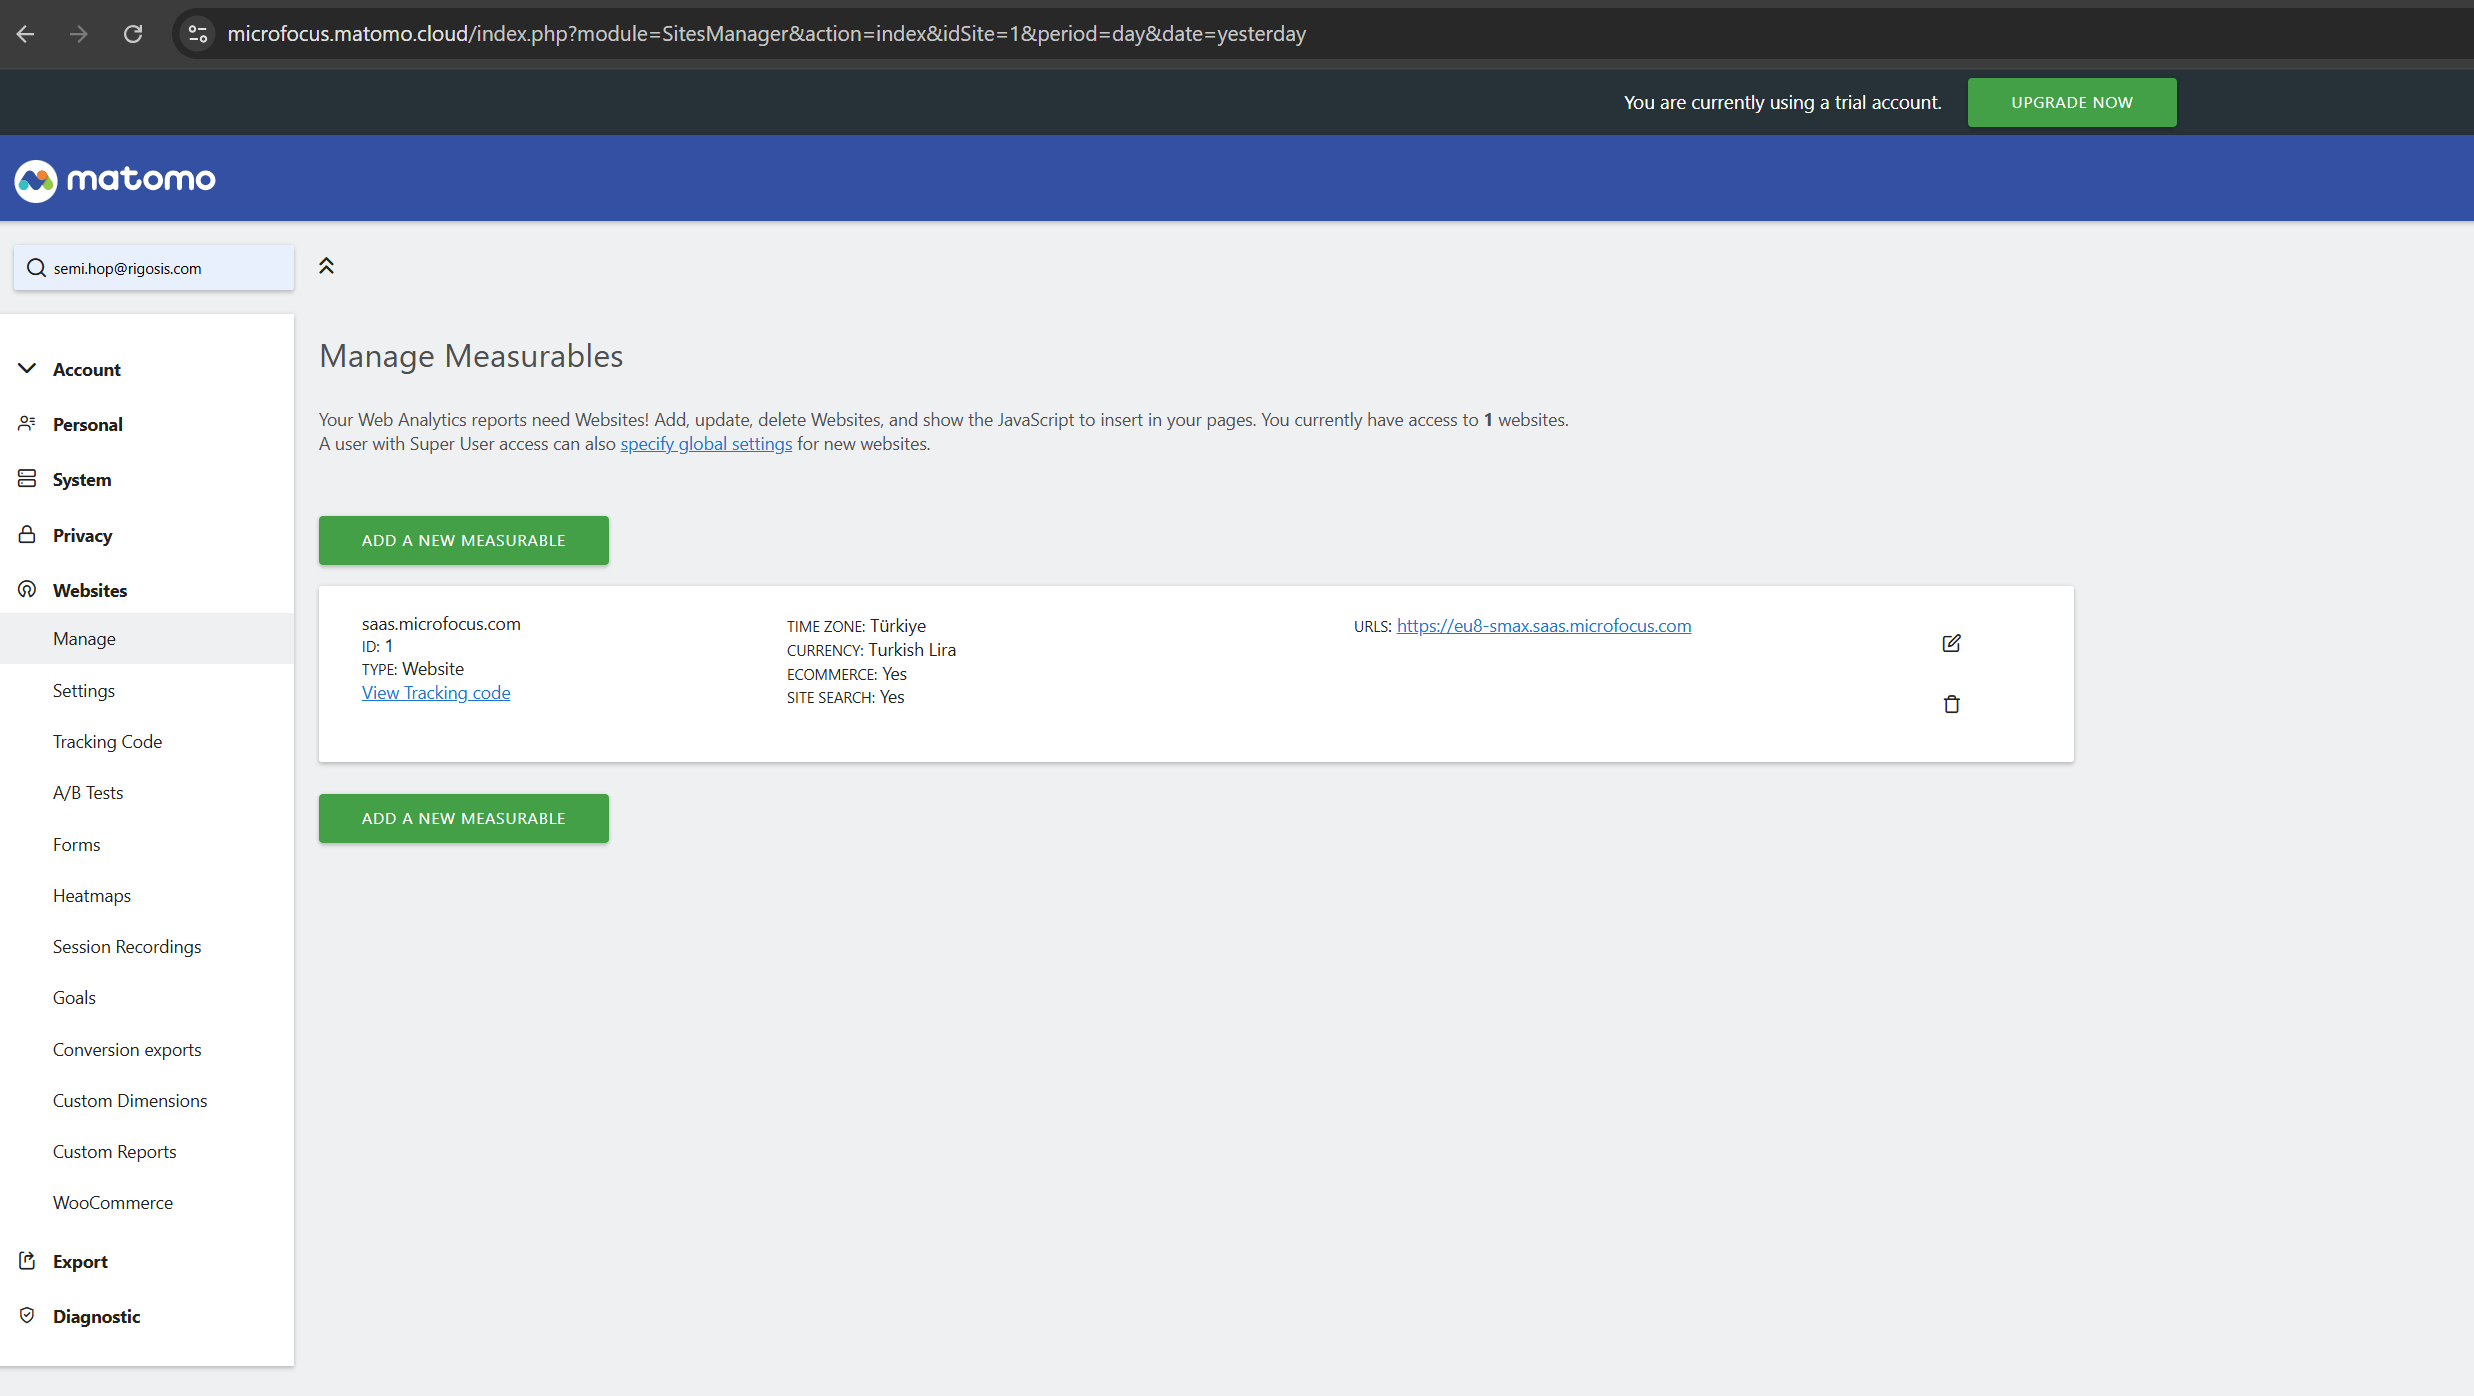 microfocus.matomo.cloud/index.php?module=SitesManager&action=index&idSite=1&period=day&date=yesterday
You are currently using a trial account.
UPGRADE NOW
matomo
semi.hop@rigosis.com
Account
Personal
System
Privacy
Websites
Manage
Settings
Tracking Code
A/B Tests
Forms
Heatmaps
Session Recordings
Goals
Conversion exports
Custom Dimensions
Custom Reports
WooCommerce
Export
Diagnostic
Manage Measurables
Your Web Analytics reports need Websites! Add, update, delete Websites, and show the JavaScript to insert in your pages. You currently have access to 1 websites.
A user with Super User access can also specify global settings for new websites.
ADD A NEW MEASURABLE
saas.microfocus.com
ID: 1
TYPE: Website
View Tracking code
TIME ZONE: Türkiye
CURRENCY: Turkish Lira
ECOMMERCE: Yes
SITE SEARCH: Yes
URLS: https://eu8-smax.saas.microfocus.com
ADD A NEW MEASURABLE